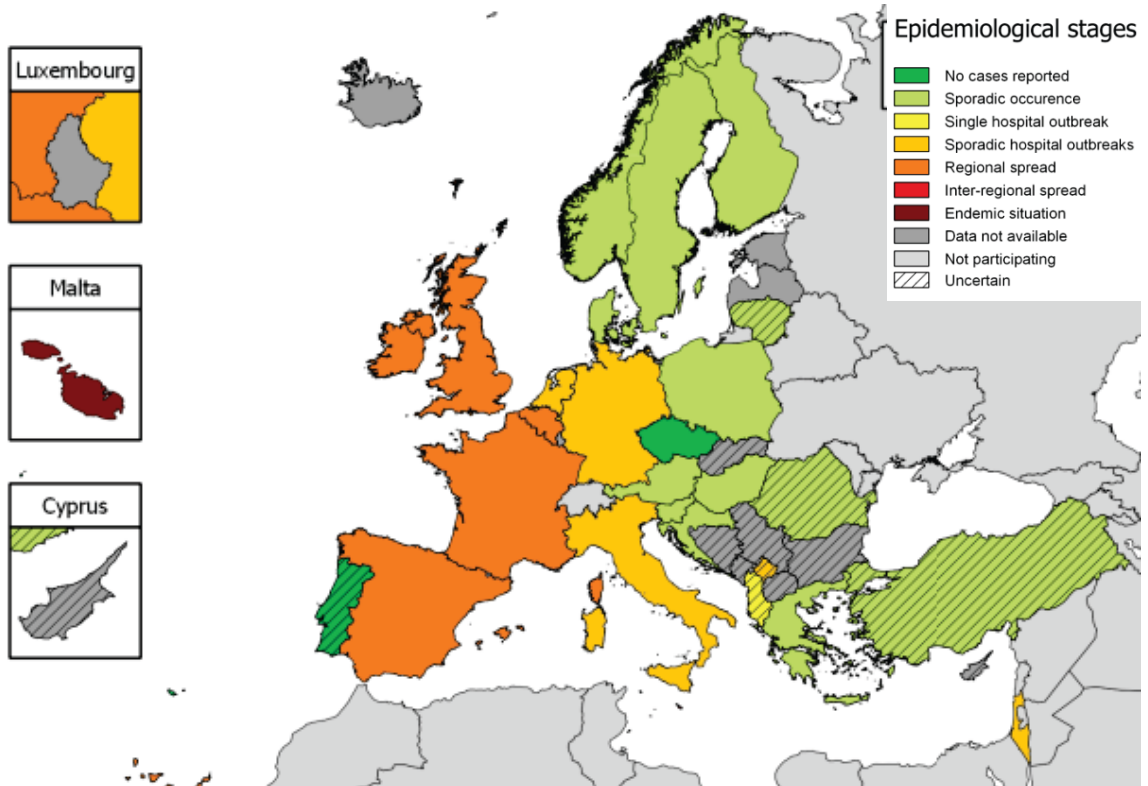 Luxembourg
Malta
Cyprus
Epidemiological stages
No cases reported
Sporadic occurence
Single hospital outbreak
Sporadic hospital outbreaks
Regional spread
Inter-regional spread
Endemic situation
Data not available
Not participating
Uncertain